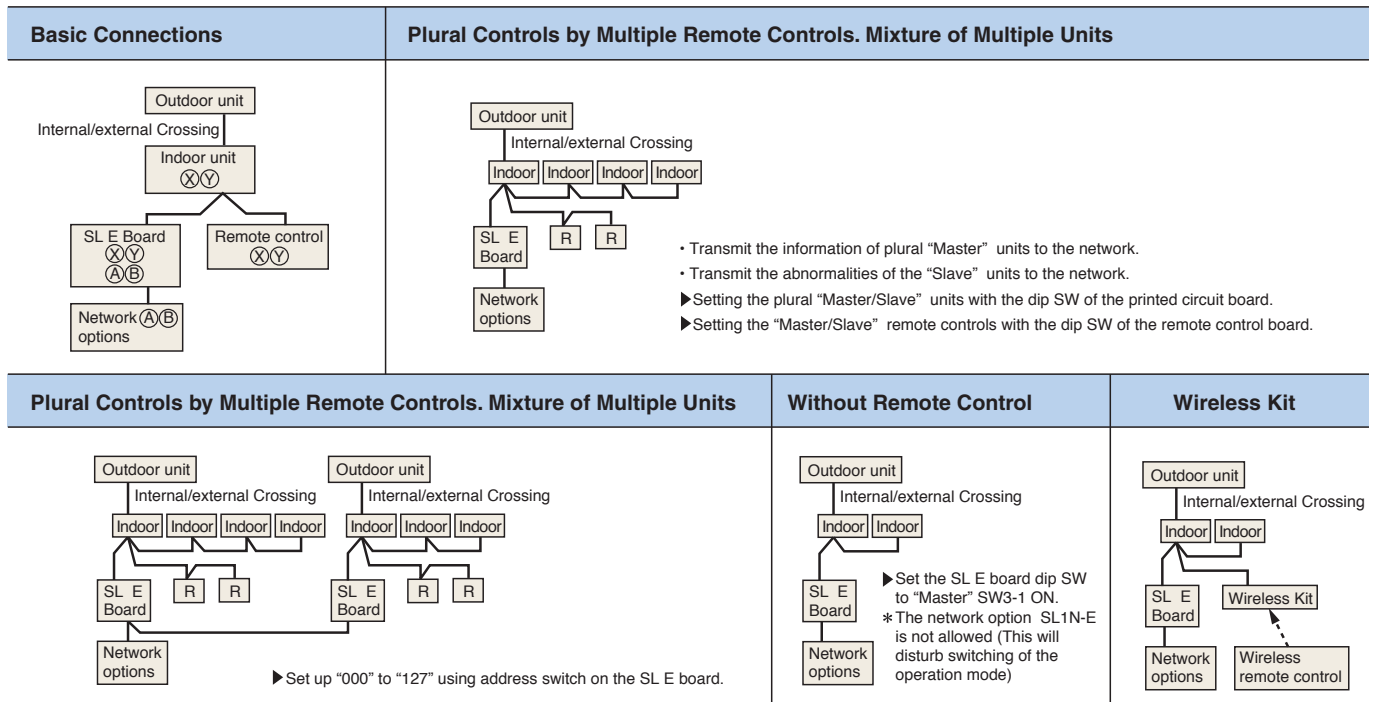 Basic Connections
Plural Controls by Multiple Remote Controls. Mixture of Multiple Units
Outdoor unit
Internal/external Crossing
Indoor unit
ⓍⓎ
SL E Board
ⓍⓎ
ⒶⒷ
Remote control
ⓍⓎ
Network ⒶⒷ
options
Outdoor unit
Internal/external Crossing
Indoor Indoor Indoor Indoor
SL E
Board
R R
Network
options
・Transmit the information of plural “Master” units to the network.
・Transmit the abnormalities of the “Slave” units to the network.
▶Setting the plural “Master/Slave” units with the dip SW of the printed circuit board.
▶Setting the “Master/Slave” remote controls with the dip SW of the remote control board.
Plural Controls by Multiple Remote Controls. Mixture of Multiple Units
Without Remote Control
Wireless Kit
Outdoor unit
Internal/external Crossing
Indoor Indoor Indoor Indoor
SL E
Board
R R
Network
options
Outdoor unit
Internal/external Crossing
Indoor Indoor Indoor
SL E
Board
R R
▶Set up “000” to “127” using address switch on the SL E board.
Outdoor unit
Internal/external Crossing
Indoor Indoor
SL E
Board
Network
options
▶Set the SL E board dip SW
to “Master” SW3-1 ON.
＊The network option SL1N-E
is not allowed (This will
disturb switching of the
operation mode)
Outdoor unit
Internal/external Crossing
Indoor Indoor
SL E
Board
Wireless Kit
Network
options
Wireless
remote control